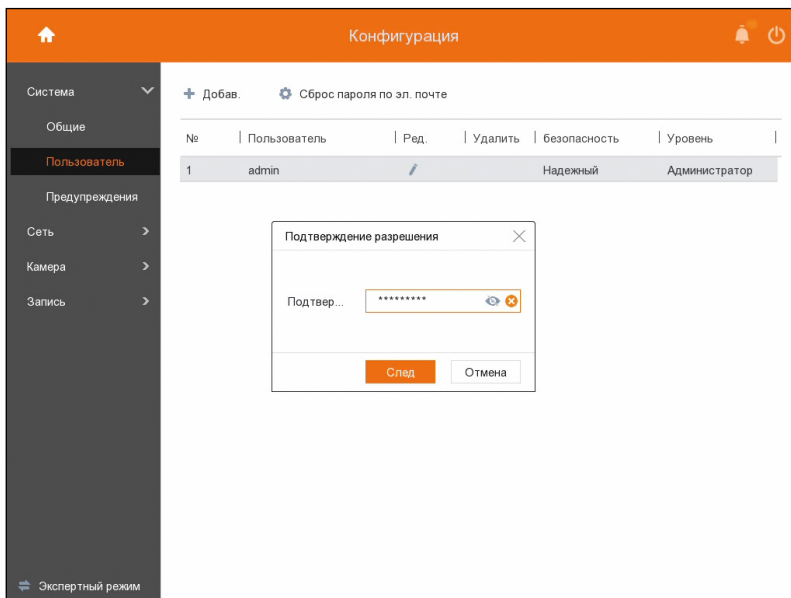 Конфигурация
Система
Общие
Пользователь
Предупреждения
Сеть
Камера
Запись
Экспертный режим
Добав. Сброс пароля по эл. почте
№ Пользователь Ред. Удалить безопасность Уровень
1 admin Надежный Администратор
Подтверждение разрешения
Подтвер... *********
След Отмена